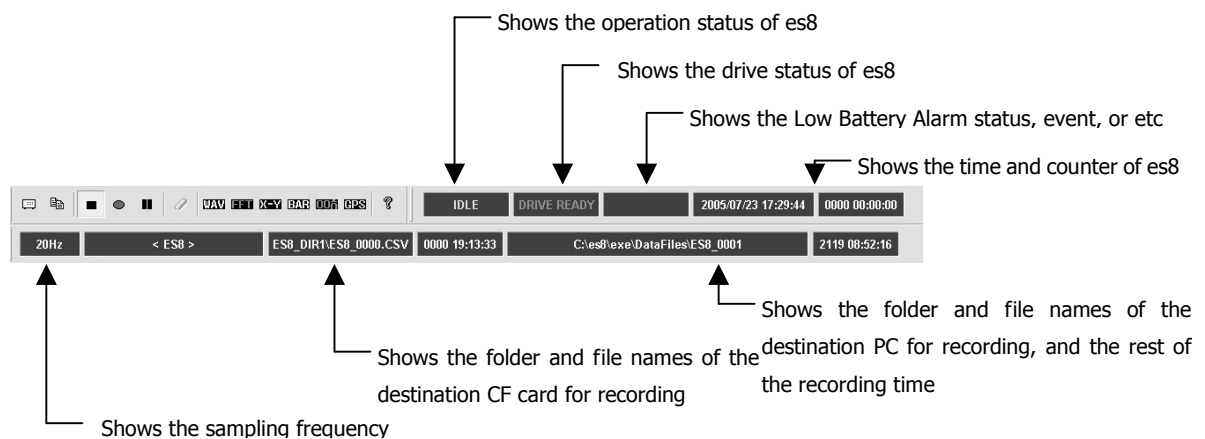 Shows the operation status of es8
Shows the drive status of es8
Shows the Low Battery Alarm status, event, or etc
Shows the time and counter of es8
WAV FFT X-Y BAR GPS ? IDLE DRIVE READY 2005/07/23 17:29:44 0000 00:00:00
20Hz < ES8 > ES8_DIR1\ES8_0000.CSV 0000 19:13:33 C:\es8\exe\DataFiles\ES8_0001 2119 08:52:16
Shows the folder and file names of the
destination PC for recording, and the rest of
the recording time
Shows the folder and file names of the
destination CF card for recording
Shows the sampling frequency